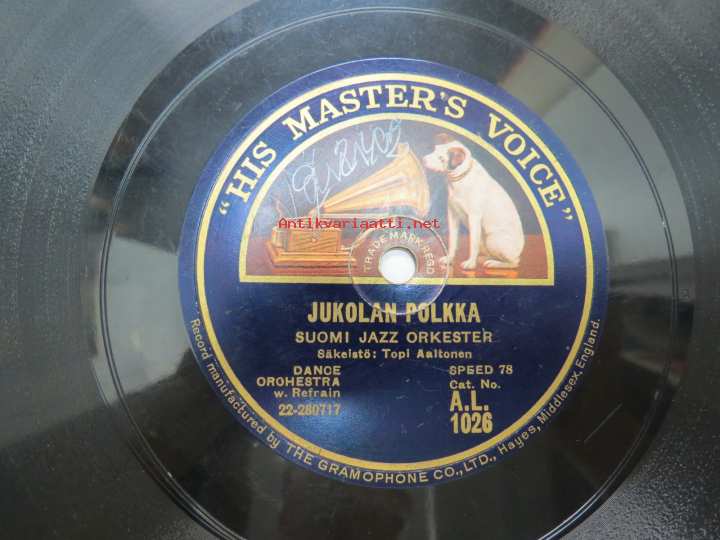 "HIS MASTER'S VOICE"
Antikvariaatti.net
TRADE MARK REGD
JUKOLAN POLKKA
SUOMI JAZZ ORKESTER
Säkeistö: Topi Aaltonen
DANCE ORCHESTRA
w. Refrain
22-280717
SPEED 78
Cat. No.
A.L.
1026
Record manufactured by THE GRAMOPHONE CO., LTD., Hayes, Middlesex, England.